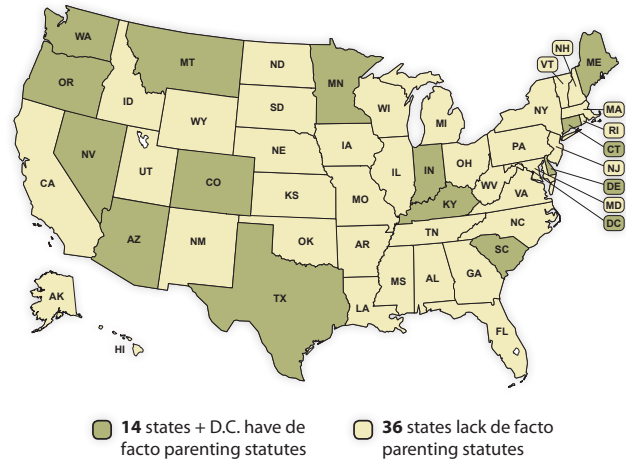 WA
OR
CA
NV
ID
MT
WY
UT
AZ
CO
NM
ND
SD
NE
KS
OK
TX
MN
IA
MO
AR
LA
WI
IL
MI
IN
OH
KY
TN
MS
AL
GA
FL
SC
NC
VA
WV
PA
NY
VT
NH
ME
MA
RI
CT
NJ
DE
MD
DC
AK
HI
14 states + D.C. have de
facto parenting statutes
36 states lack de facto
parenting statutes